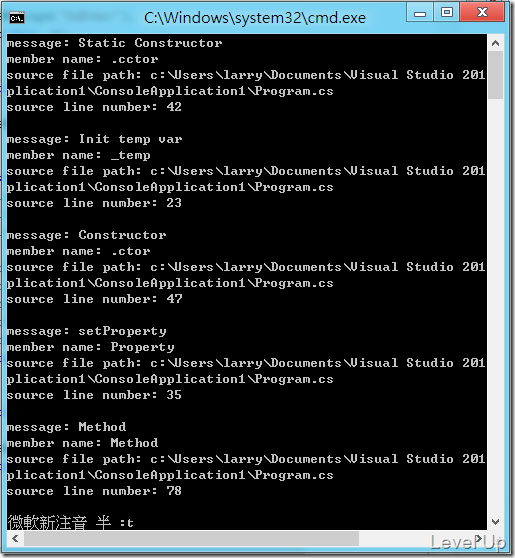 C:\Windows\system32\cmd.exe
message: Static Constructor
member name: .cctor
source file path: c:\Users\larry\Documents\Visual Studio 201
plication1\ConsoleApplication1\Program.cs
source line number: 42
message: Init temp var
member name: _temp
source file path: c:\Users\larry\Documents\Visual Studio 201
plication1\ConsoleApplication1\Program.cs
source line number: 23
message: Constructor
member name: .ctor
source file path: c:\Users\larry\Documents\Visual Studio 201
plication1\ConsoleApplication1\Program.cs
source line number: 47
message: setProperty
member name: Property
source file path: c:\Users\larry\Documents\Visual Studio 201
plication1\ConsoleApplication1\Program.cs
source line number: 35
message: Method
member name: Method
source file path: c:\Users\larry\Documents\Visual Studio 201
plication1\ConsoleApplication1\Program.cs
source line number: 78
微軟新注音 半 :t
Level Up